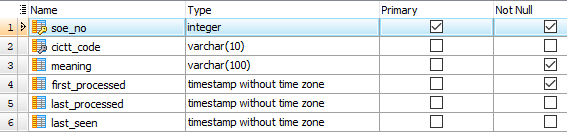 Name Type Primary Not Null
1 soe_no integer
2 cictt_code varchar(10)
3 meaning varchar(100)
4 first_processed timestamp without time zone
5 last_processed timestamp without time zone
6 last_seen timestamp without time zone